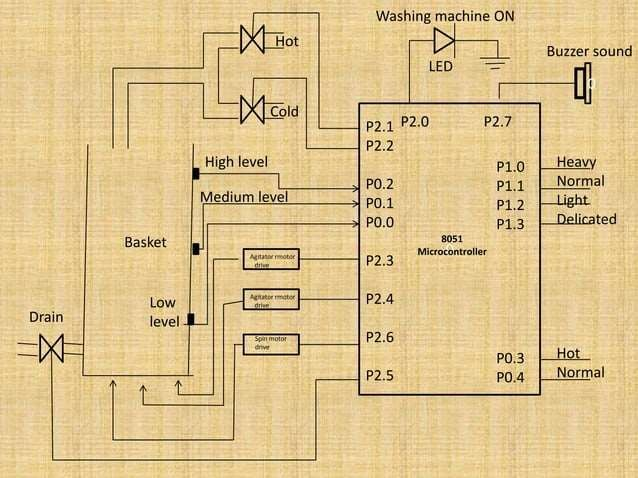 Washing machine ON
Hot
Buzzer sound
LED
Cold
P2.1
P2.0
P2.7
P2.2
High level
P1.0
Heavy
P0.2
P1.1
Normal
Medium level
P0.1
P1.2
Light
P0.0
P1.3
Delicated
Basket
8051
Microcontroller
Agitator rmotor
drive
P2.3
Low
level
Agitator rmotor
drive
P2.4
Drain
Spin motor
drive
P2.6
P0.3
Hot
P2.5
P0.4
Normal